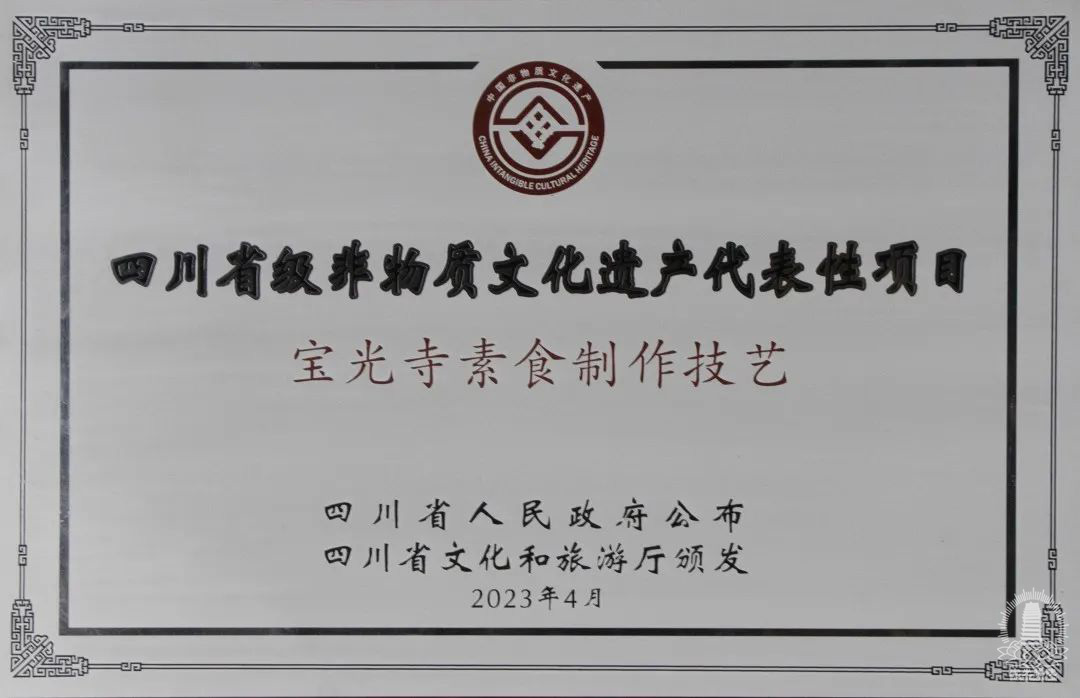 中国非物质文化遗产
CHINA INTANGIBLE CULTURAL HERITAGE
四川省级非物质文化遗产代表性项目
宝光寺素食制作技艺
四川省人民政府公布
四川省文化和旅游厅颁发
2023年4月